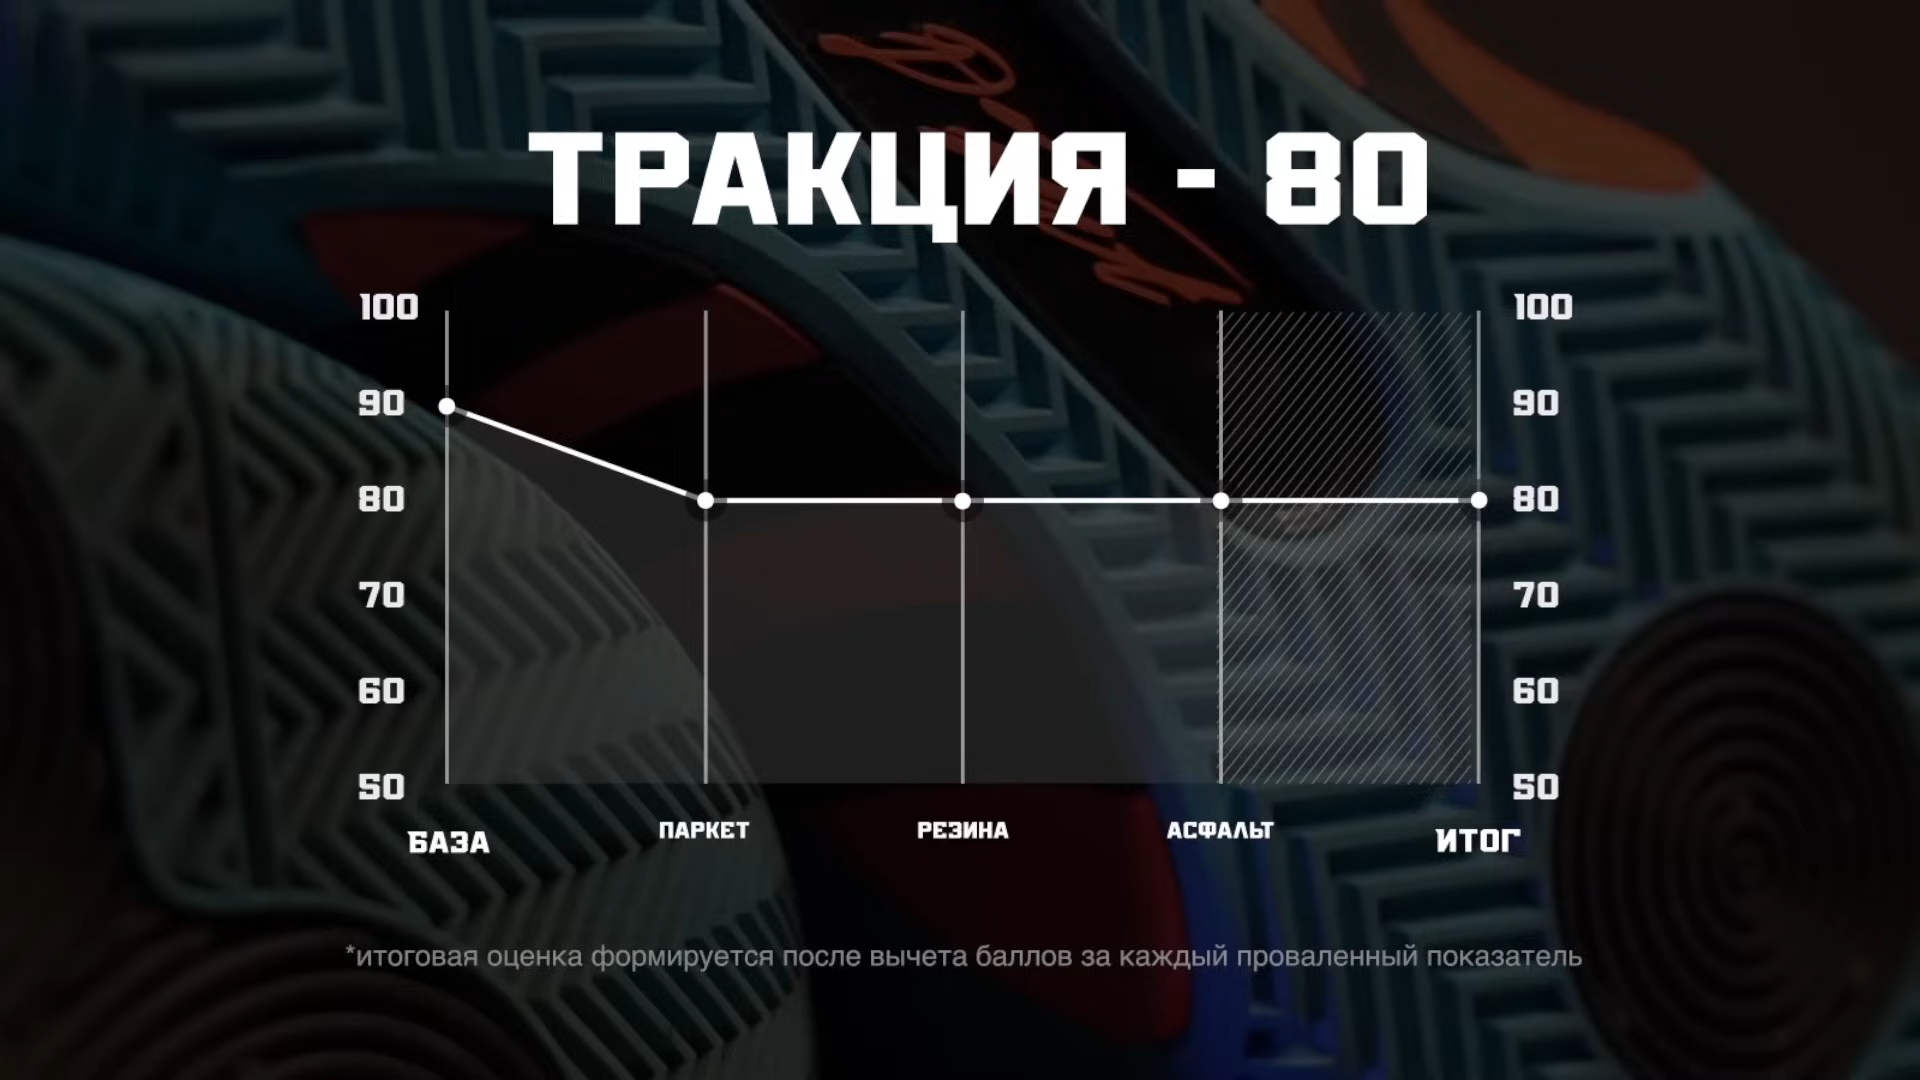 ТРАКЦИЯ - 80
100 100
90 90
80 80
70 70
60 60
50 50
БАЗА ПАРКЕТ РЕЗИНА АСФАЛЬТ ИТОГ
*итоговая оценка формируется после вычета баллов за каждый проваленный показатель